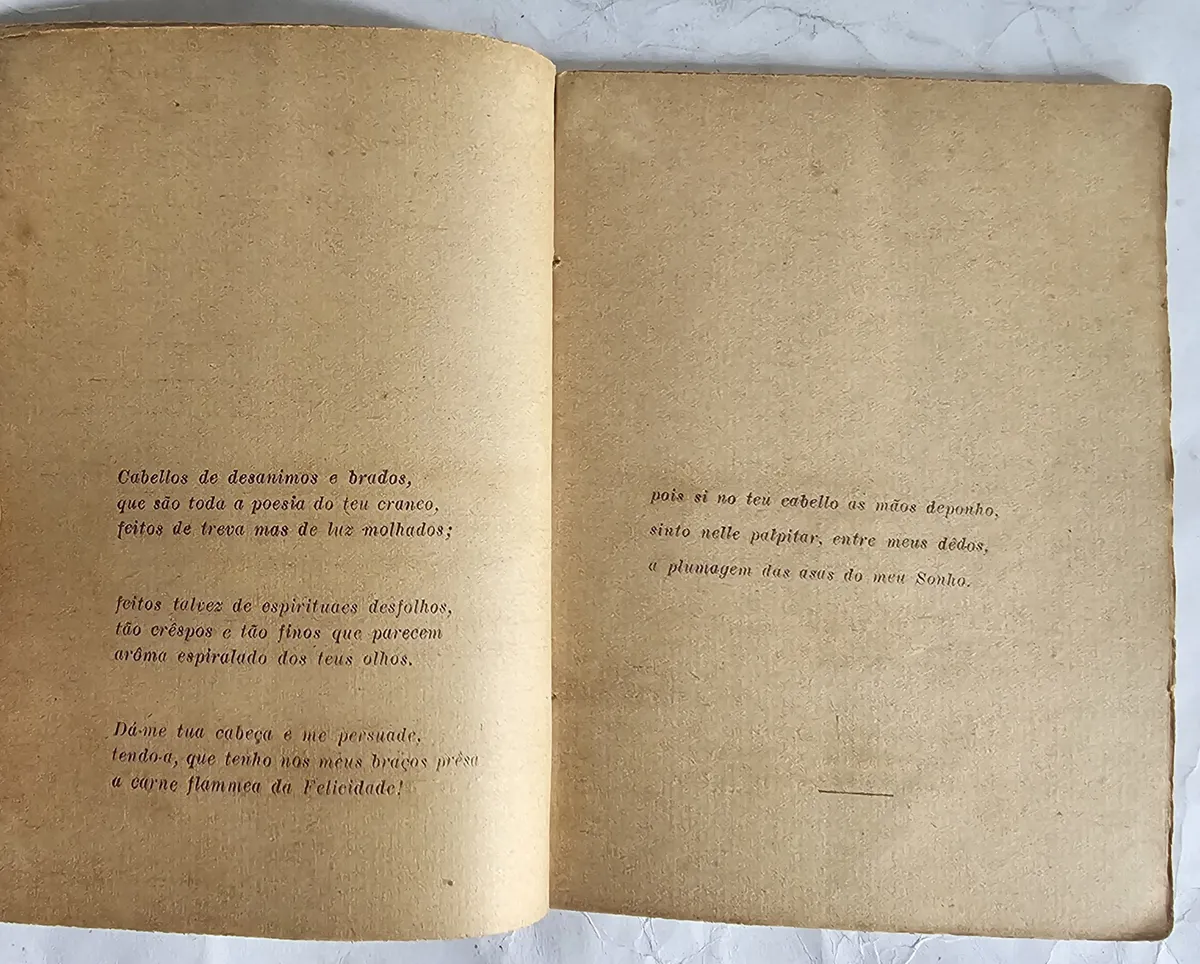 Cabellos de desanimos e brados,
que são toda a poesia do teu craneo,
feitos de treva mas de luz molhados;
feitos talvez de espirituaes desfolhos,
tão crêspos e tão finos que parecem
arôma espiralado dos teus olhos.
Dá-me tua cabeça e me persuade,
tendo-a, que tenho nos meus braços prêsa
a carne flammea da Felicidade!
pois si no teu cabello as mãos deponho,
sinto nelle palpitar, entre meus dêdos,
a plumagem das asas do meu Sonho.